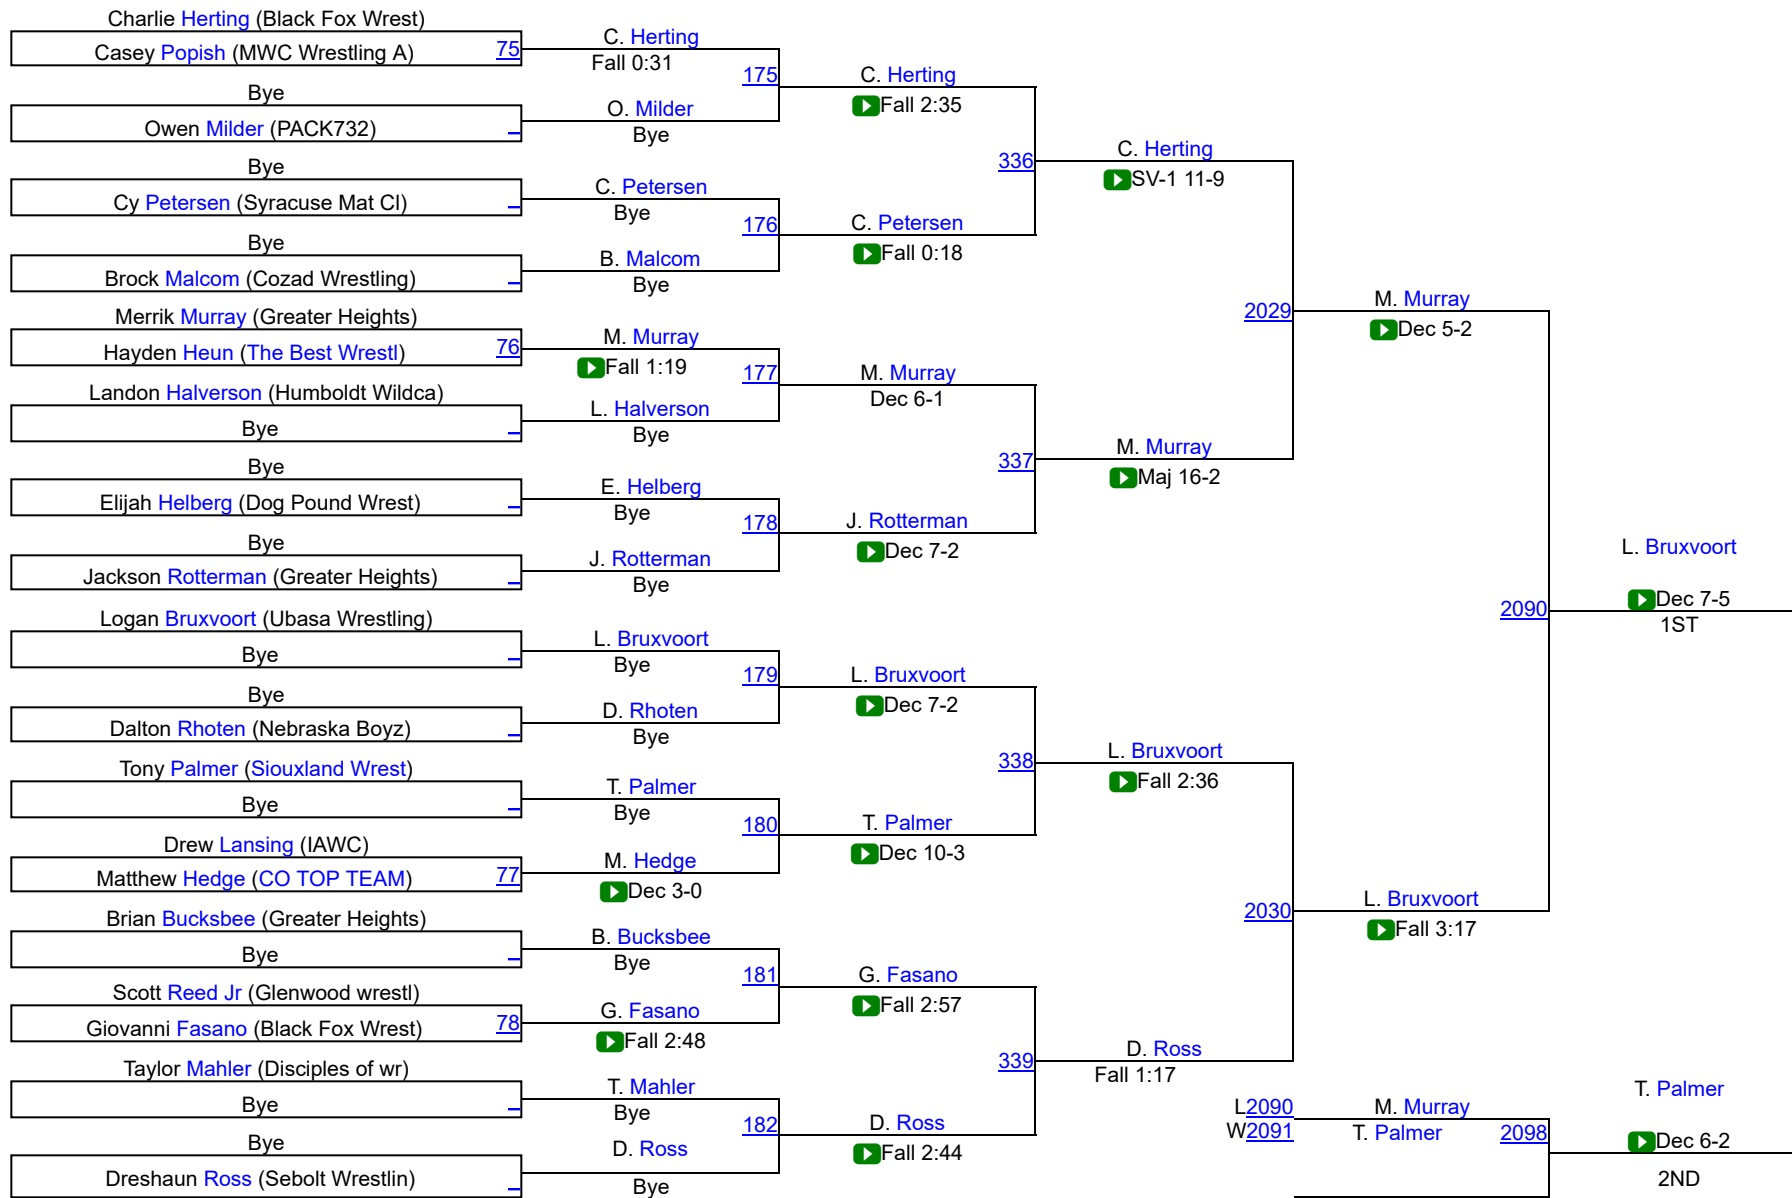 Charlie Herting (Black Fox Wrest)
Casey Popish (MWC Wrestling A) 75
Bye
Owen Milder (PACK732)
Bye
Cy Petersen (Syracuse Mat Cl)
Bye
Brock Malcom (Cozad Wrestling)
Merrik Murray (Greater Heights)
Hayden Heun (The Best Wrestl) 76
Landon Halverson (Humboldt Wildca)
Bye
Bye
Elijah Helberg (Dog Pound Wrest)
Bye
Jackson Rotterman (Greater Heights)
Logan Bruxvoort (Ubasa Wrestling)
Bye
Bye
Dalton Rhoten (Nebraska Boyz)
Tony Palmer (Siouxland Wrest)
Bye
Drew Lansing (IAWC)
Matthew Hedge (CO TOP TEAM) 77
Brian Bucksbee (Greater Heights)
Bye
Scott Reed Jr (Glenwood wrestl)
Giovanni Fasano (Black Fox Wrest) 78
Taylor Mahler (Disciples of wr)
Bye
Bye
Dreshaun Ross (Sebolt Wrestlin)
C. Herting
Fall 0:31
175
O. Milder
Bye
C. Petersen
Bye
176
B. Malcom
Bye
M. Murray
Fall 1:19
177
L. Halverson
Bye
E. Helberg
Bye
178
J. Rotterman
Bye
L. Bruxvoort
Bye
179
D. Rhoten
Bye
T. Palmer
Bye
180
M. Hedge
Dec 3-0
B. Bucksbee
Bye
181
G. Fasano
Fall 2:48
T. Mahler
Bye
182
D. Ross
Bye
C. Herting
Fall 2:35
336
C. Petersen
Fall 0:18
M. Murray
Dec 6-1
337
J. Rotterman
Dec 7-2
L. Bruxvoort
Dec 7-2
338
T. Palmer
Dec 10-3
G. Fasano
Fall 2:57
339
D. Ross
Fall 2:44
C. Herting
SV-1 11-9
2029
M. Murray
Maj 16-2
L. Bruxvoort
Fall 2:36
2030
D. Ross
Fall 1:17
M. Murray
Dec 5-2
2090
L. Bruxvoort
Fall 3:17
L. Bruxvoort
Dec 7-5
1ST
L2090 M. Murray
W2091 T. Palmer 2098
T. Palmer
Dec 6-2
2ND